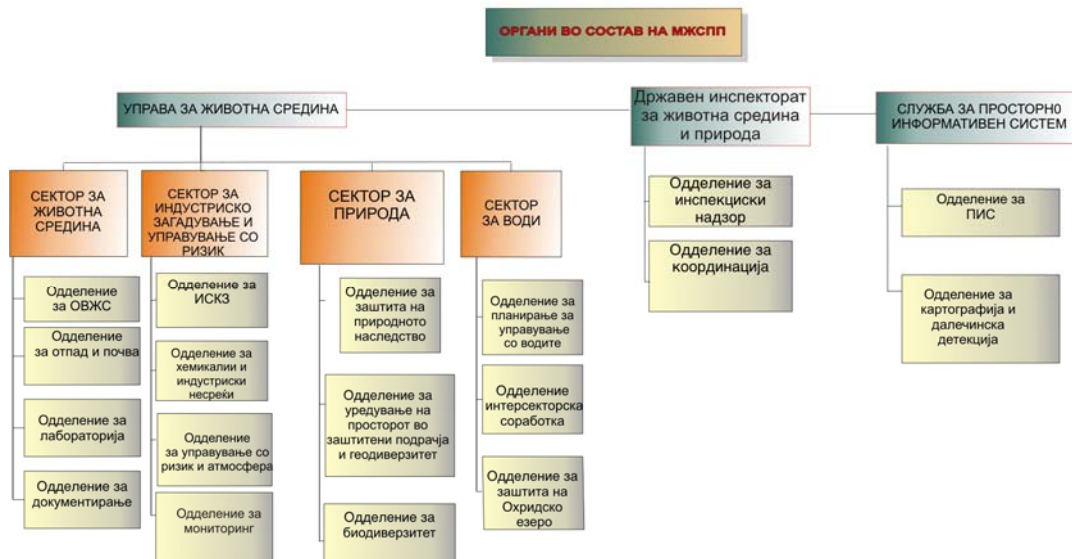 ОРГАНИ ВО СОСТАВ НА МЖСПП
УПРАВА ЗА ЖИВОТНА СРЕДИНА
Државен инспекторат
за животна средина
и природа
СЛУЖБА ЗА ПРОСТОРН0
ИНФОРМАТИВЕН СИСТЕМ
СЕКТОР ЗА
ЖИВОТНА
СРЕДИНА
СЕКТОР
ЗА
ИНДУСТРИСКО
ЗАГАДУВАЊЕ И
УПРАВУВАЊЕ СО
РИЗИК
СЕКТОР ЗА
ПРИРОДА
СЕКТОР
ЗА ВОДИ
Одделение
за ОВЖС
Одделение
за отпад и почва
Одделение за
лабораторија
Одделение за
документирање
Одделение за
ИСКЗ
Одделение за
хемикалии и
индустриски
несреќи
Одделение
за управување со
ризик и атмосфера
Одделение за
мониторинг
Одделение за
заштита на
природното
наследство
Одделение за
уредување на
просторот во
заштитени подрачја
и геодиверзитет
Одделение за
биодиверзитет
Одделение за
планирање за
управување
со водите
Одделение
интерсекторска
соработка
Одделение за
заштита на
Охридско
езеро
Одделение за
инспекциски
надзор
Одделение за
координација
Одделение за
ПИС
Одделение за
картографија и
далечинска
детекција